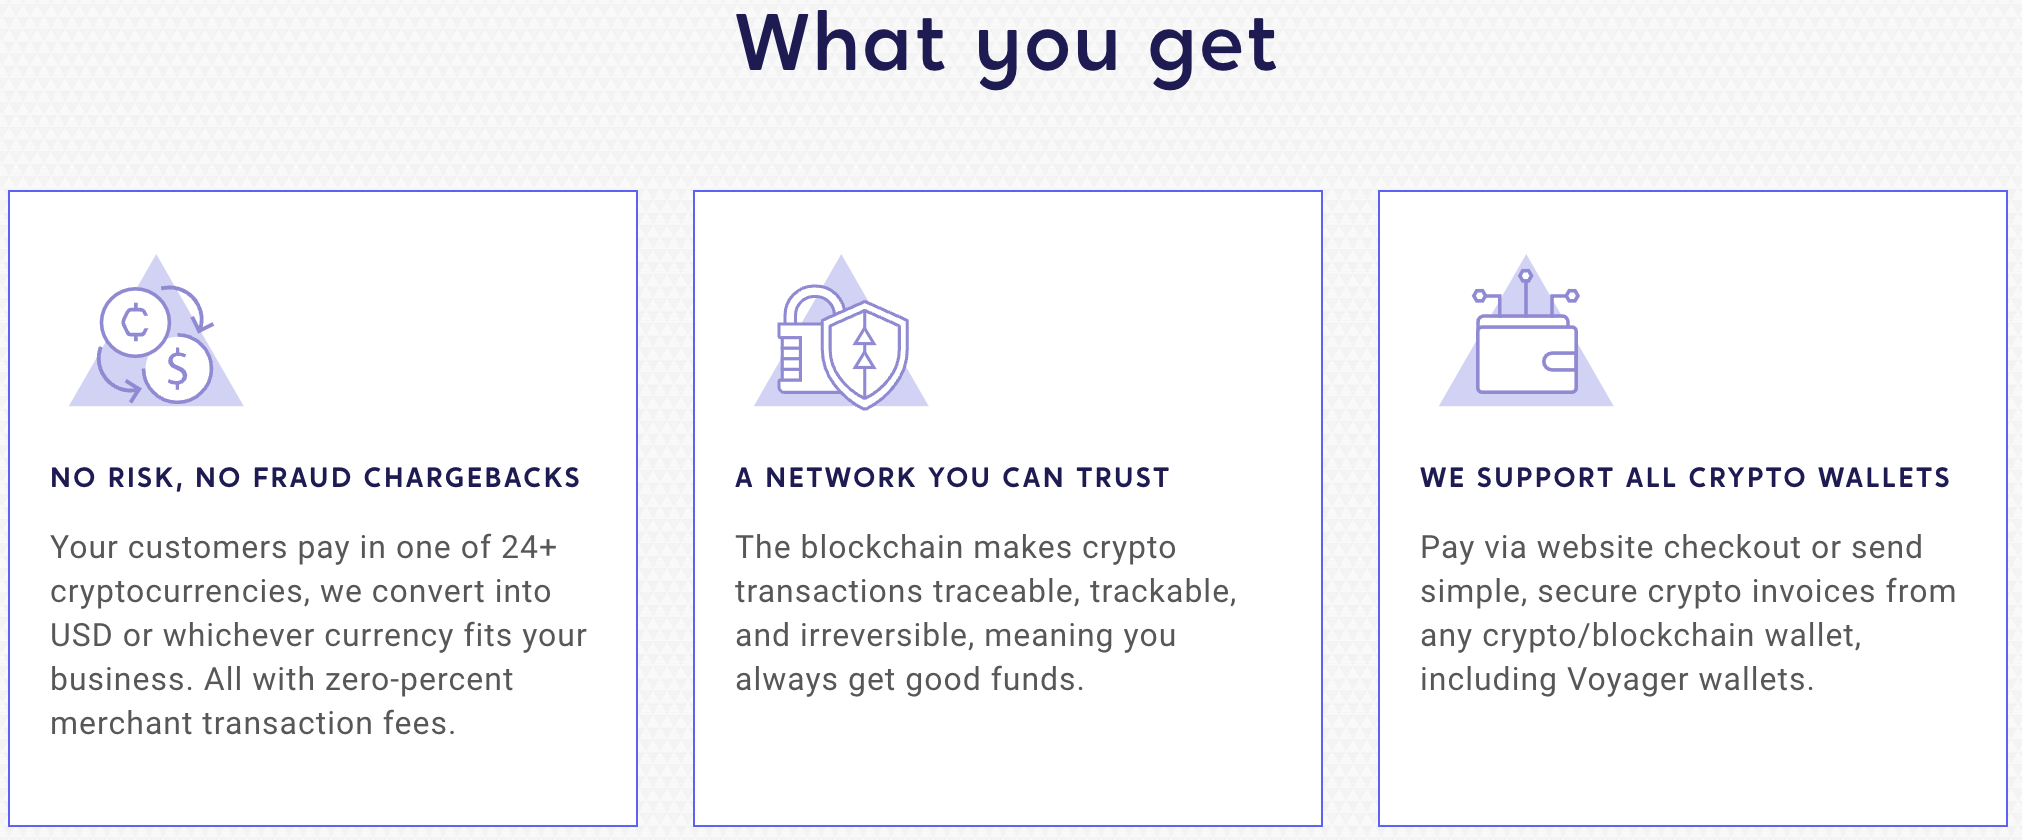 What you get
NO RISK, NO FRAUD CHARGEBACKS
Your customers pay in one of 24+
cryptocurrencies, we convert into
USD or whichever currency fits your
business. All with zero-percent
merchant transaction fees.
A NETWORK YOU CAN TRUST
The blockchain makes crypto
transactions traceable, trackable,
and irreversible, meaning you
always get good funds.
WE SUPPORT ALL CRYPTO WALLETS
Pay via website checkout or send
simple, secure crypto invoices from
any crypto/blockchain wallet,
including Voyager wallets.